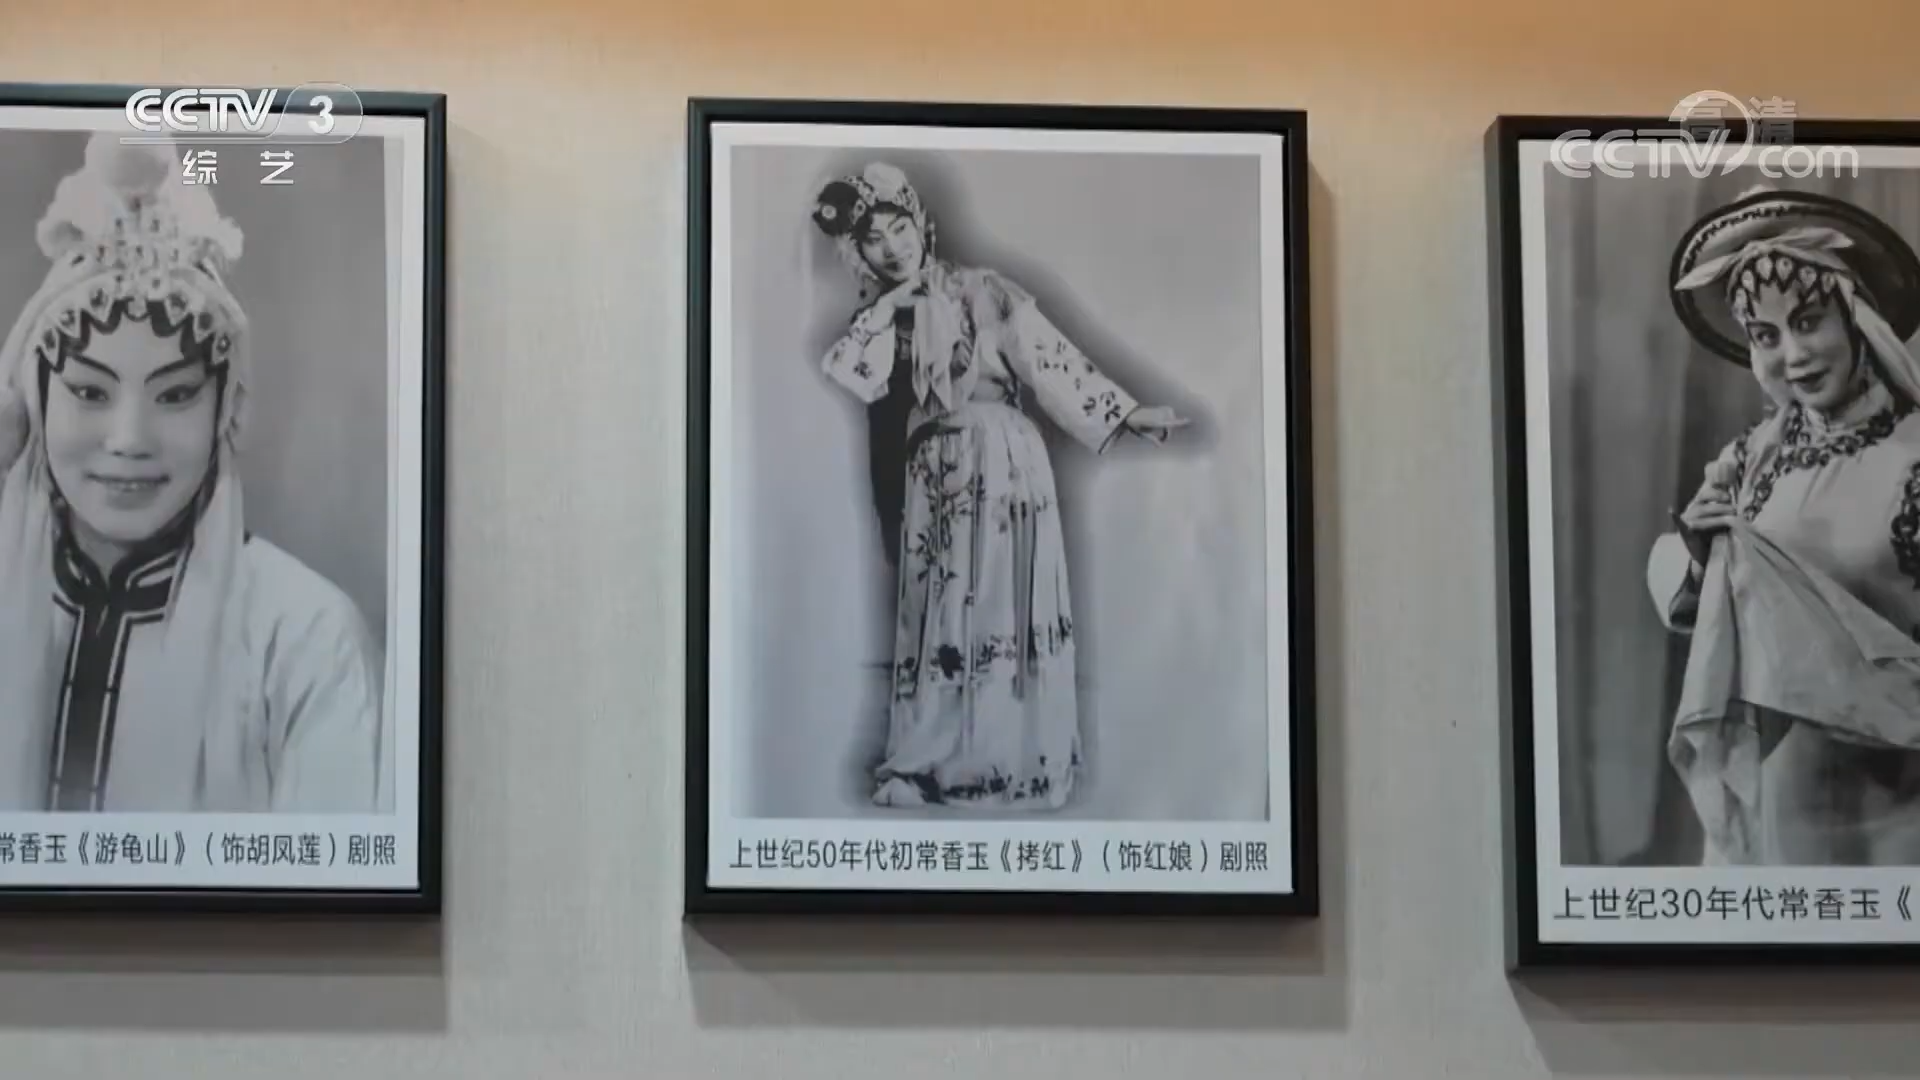 CCTV 3
综艺
高清
CCTV.com
常香玉《游龟山》（饰胡凤莲）剧照
上世纪50年代初常香玉《拷红》（饰红娘）剧照
上世纪30年代常香玉《